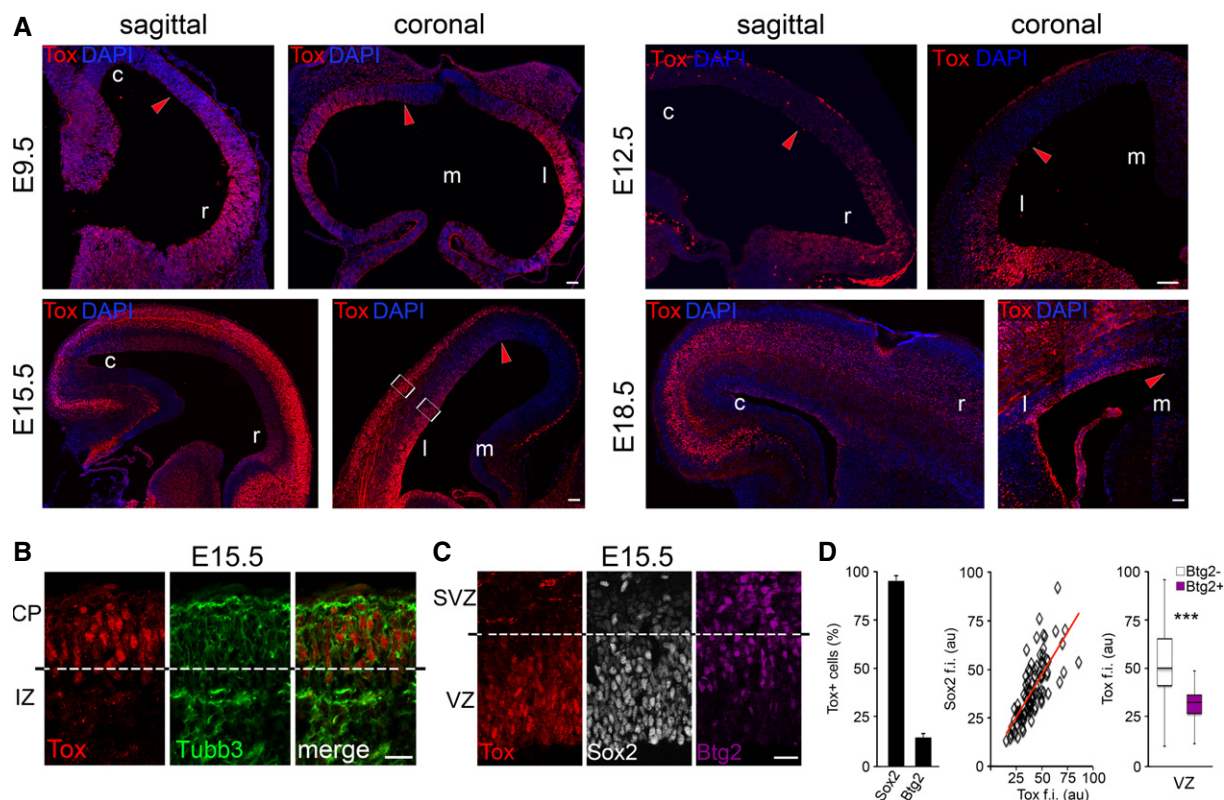 A
sagittal
coronal
sagittal
coronal
E9.5
Tox DAPI
c
r
Tox DAPI
m
l
E12.5
Tox DAPI
c
r
Tox DAPI
l
m
E15.5
Tox DAPI
c
r
Tox DAPI
l
m
E18.5
Tox DAPI
c
r
Tox DAPI
l
m
B
E15.5
CP
IZ
Tox
Tubb3
merge
C
E15.5
SVZ
VZ
Tox
Sox2
Btg2
D
Tox+ cells (%)
100
75
50
25
0
Sox2
Btg2
Sox2 f.i. (au)
100
75
50
25
0
25 50 75 100
Tox f.i. (au)
Tox f.i. (au)
100
75
50
25
0
Btg2-
Btg2+
***
VZ